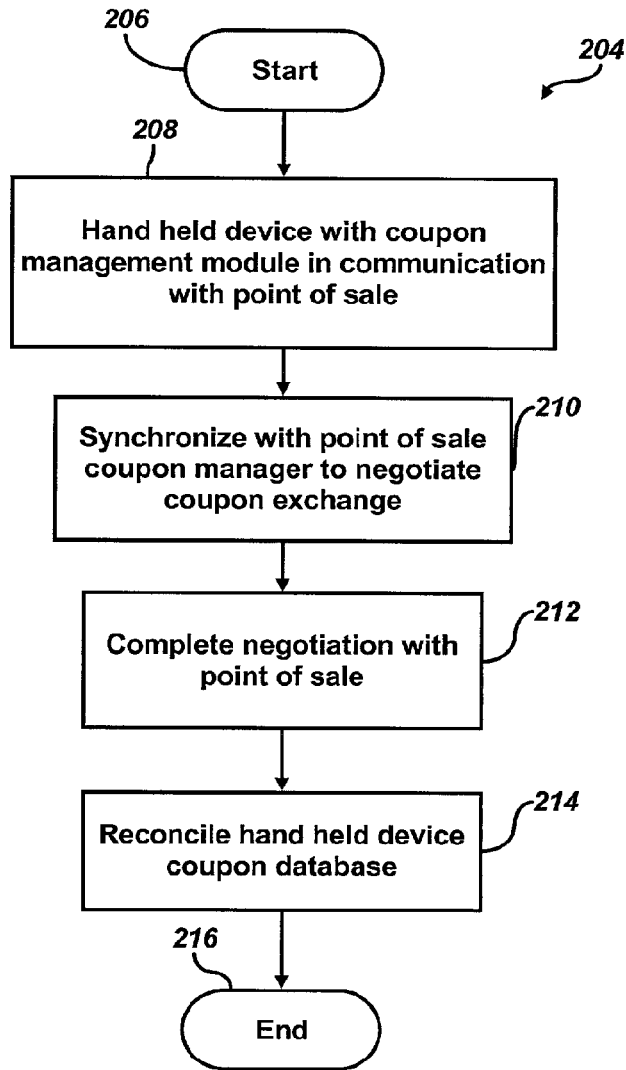 206
Start
204
208
Hand held device with coupon
management module in communication
with point of sale
210
Synchronize with point of sale
coupon manager to negotiate
coupon exchange
212
Complete negotiation with
point of sale
214
Reconcile hand held device
coupon database
216
End